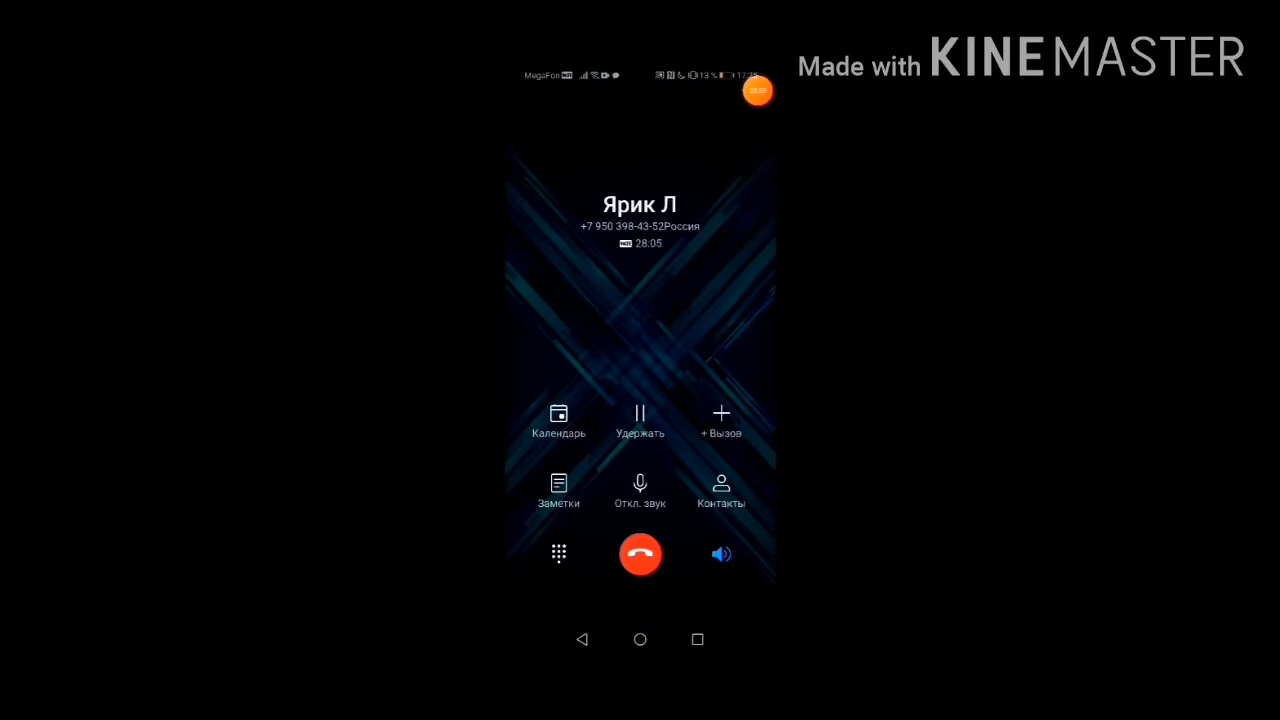 Made with KINEMASTER
MegaFon 13 %
Ярик Л
+7 950 398-43-52Россия
28:05
Календарь Удержать + Вызов
Заметки Откл. звук Контакты